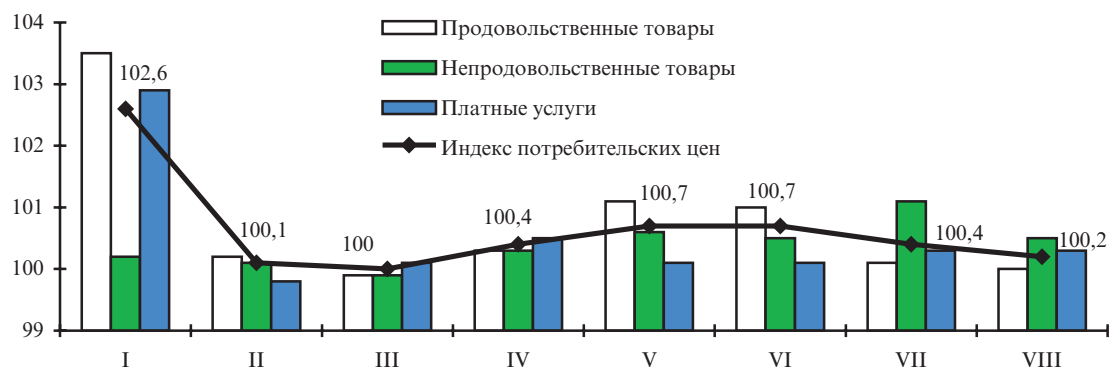 104
103
102
101
100
99
Продовольственные товары
Непродовольственные товары
Платные услуги
Индекс потребительских цен
102,6
100,1
100
100,4
100,7
100,7
100,4
100,2
I
II
III
IV
V
VI
VII
VIII